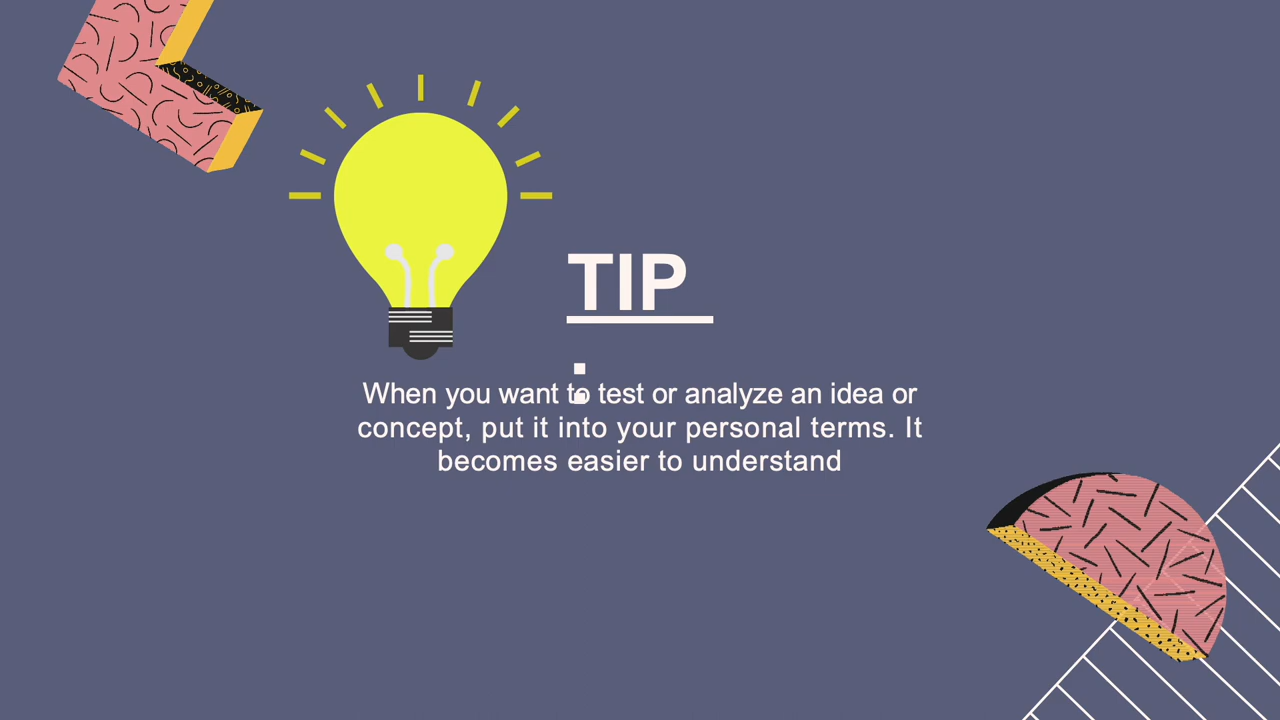 TIP
:
When you want to test or analyze an idea or
concept, put it into your personal terms. It
becomes easier to understand